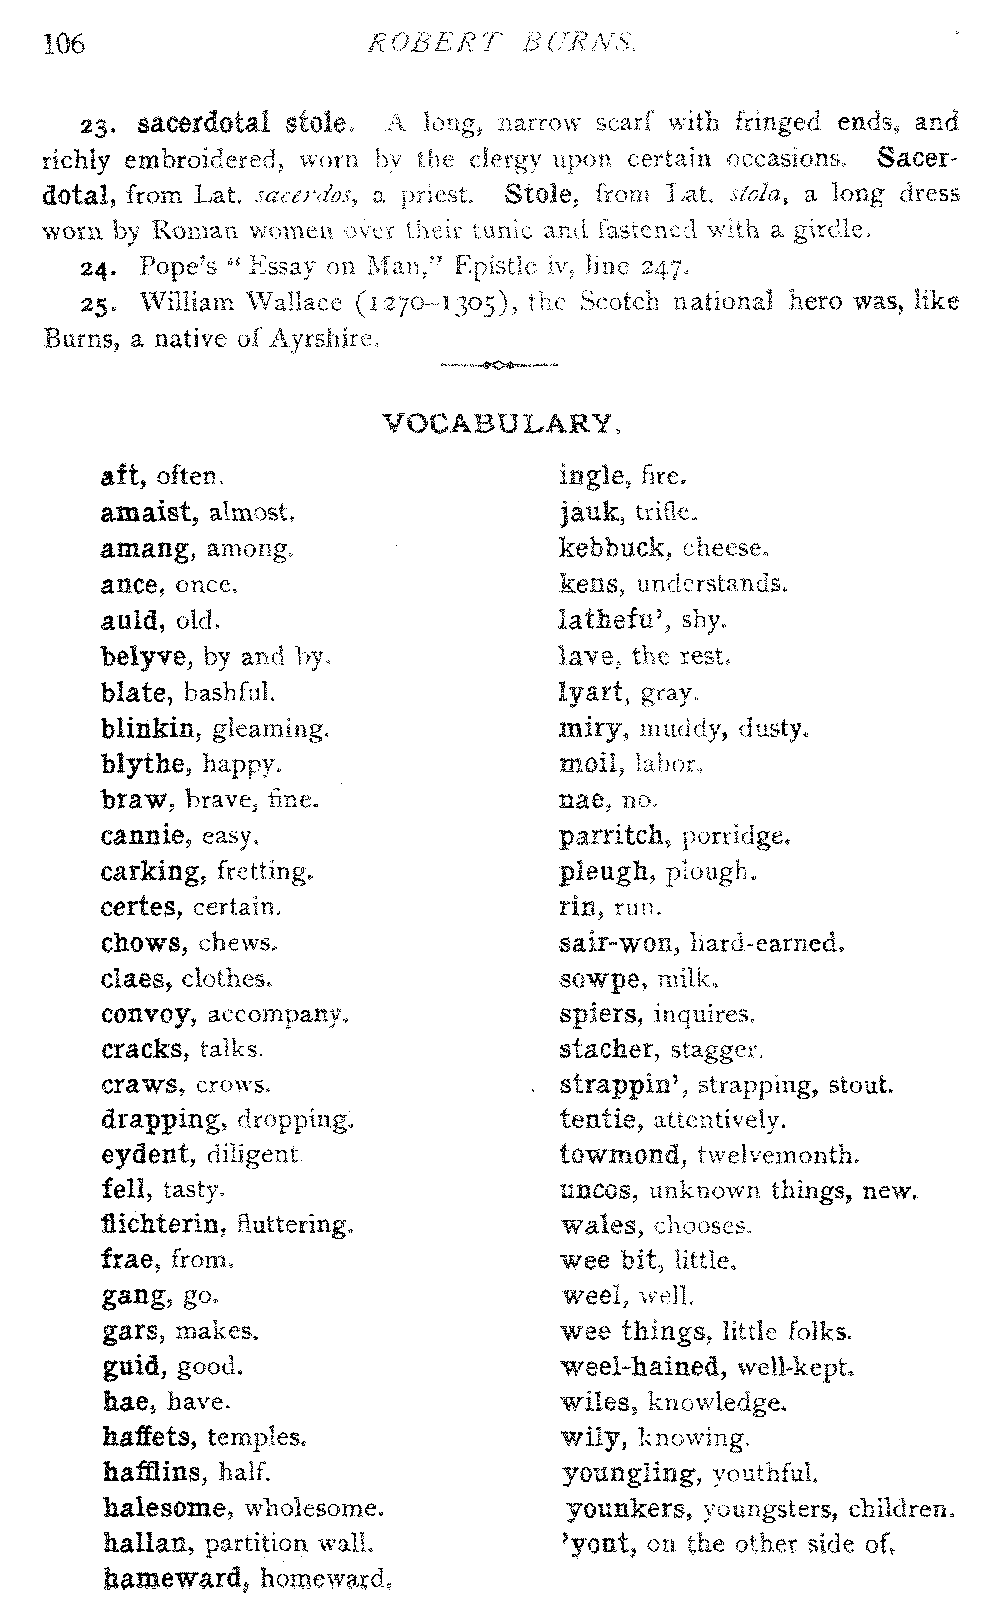 106 ROBERT BURNS.
23. sacerdotal stole. A long, narrow scarf with fringed ends, and
richly embroidered, worn by the clergy upon certain occasions. Sacer-
dotal, from Lat. sacerdos, a priest. Stole, from Lat. stola, a long dress
worn by Roman women over their tunic and fastened with a girdle.
24. Pope's "Essay on Man," Epistle iv, line 247.
25. William Wallace (1270–1305), the Scotch national hero was, like
Burns, a native of Ayrshire.
VOCABULARY.
aft, often.
amaist, almost.
amang, among.
ance, once.
auld, old.
belyve, by and by.
blate, bashful.
blinkin, gleaming.
blythe, happy.
braw, brave, fine.
cannie, easy.
carking, fretting.
certes, certain.
chows, chews.
claes, clothes.
convoy, accompany.
cracks, talks.
craws, crows.
drapping, dropping.
eydent, diligent.
fell, tasty.
flichterin, fluttering.
frae, from.
gang, go.
gars, makes.
guid, good.
hae, have.
haffets, temples.
hafflins, half.
halesome, wholesome.
hallan, partition wall.
hameward, homeward.
ingle, fire.
jauk, trifle.
kebbuck, cheese.
kens, understands.
lathefu', shy.
lave, the rest.
lyart, gray.
miry, muddy, dusty.
moil, labor.
nae, no.
parritch, porridge.
pleugh, plough.
rin, run.
sair-won, hard-earned.
sowpe, milk.
spiers, inquires.
stacher, stagger.
strappin', strapping, stout.
tentie, attentively.
towmond, twelvemonth.
uncos, unknown things, new.
wales, chooses.
wee bit, little.
weel, well.
wee things, little folks.
weel-hained, well-kept.
wiles, knowledge.
wily, knowing.
youngling, youthful.
younkers, youngsters, children.
'yont, on the other side of.